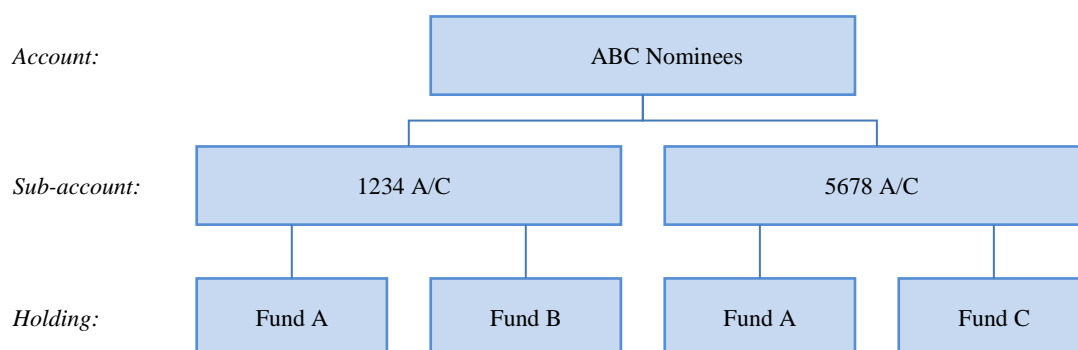 Account: ABC Nominees
Sub-account: 1234 A/C 5678 A/C
Holding: Fund A Fund B Fund A Fund C